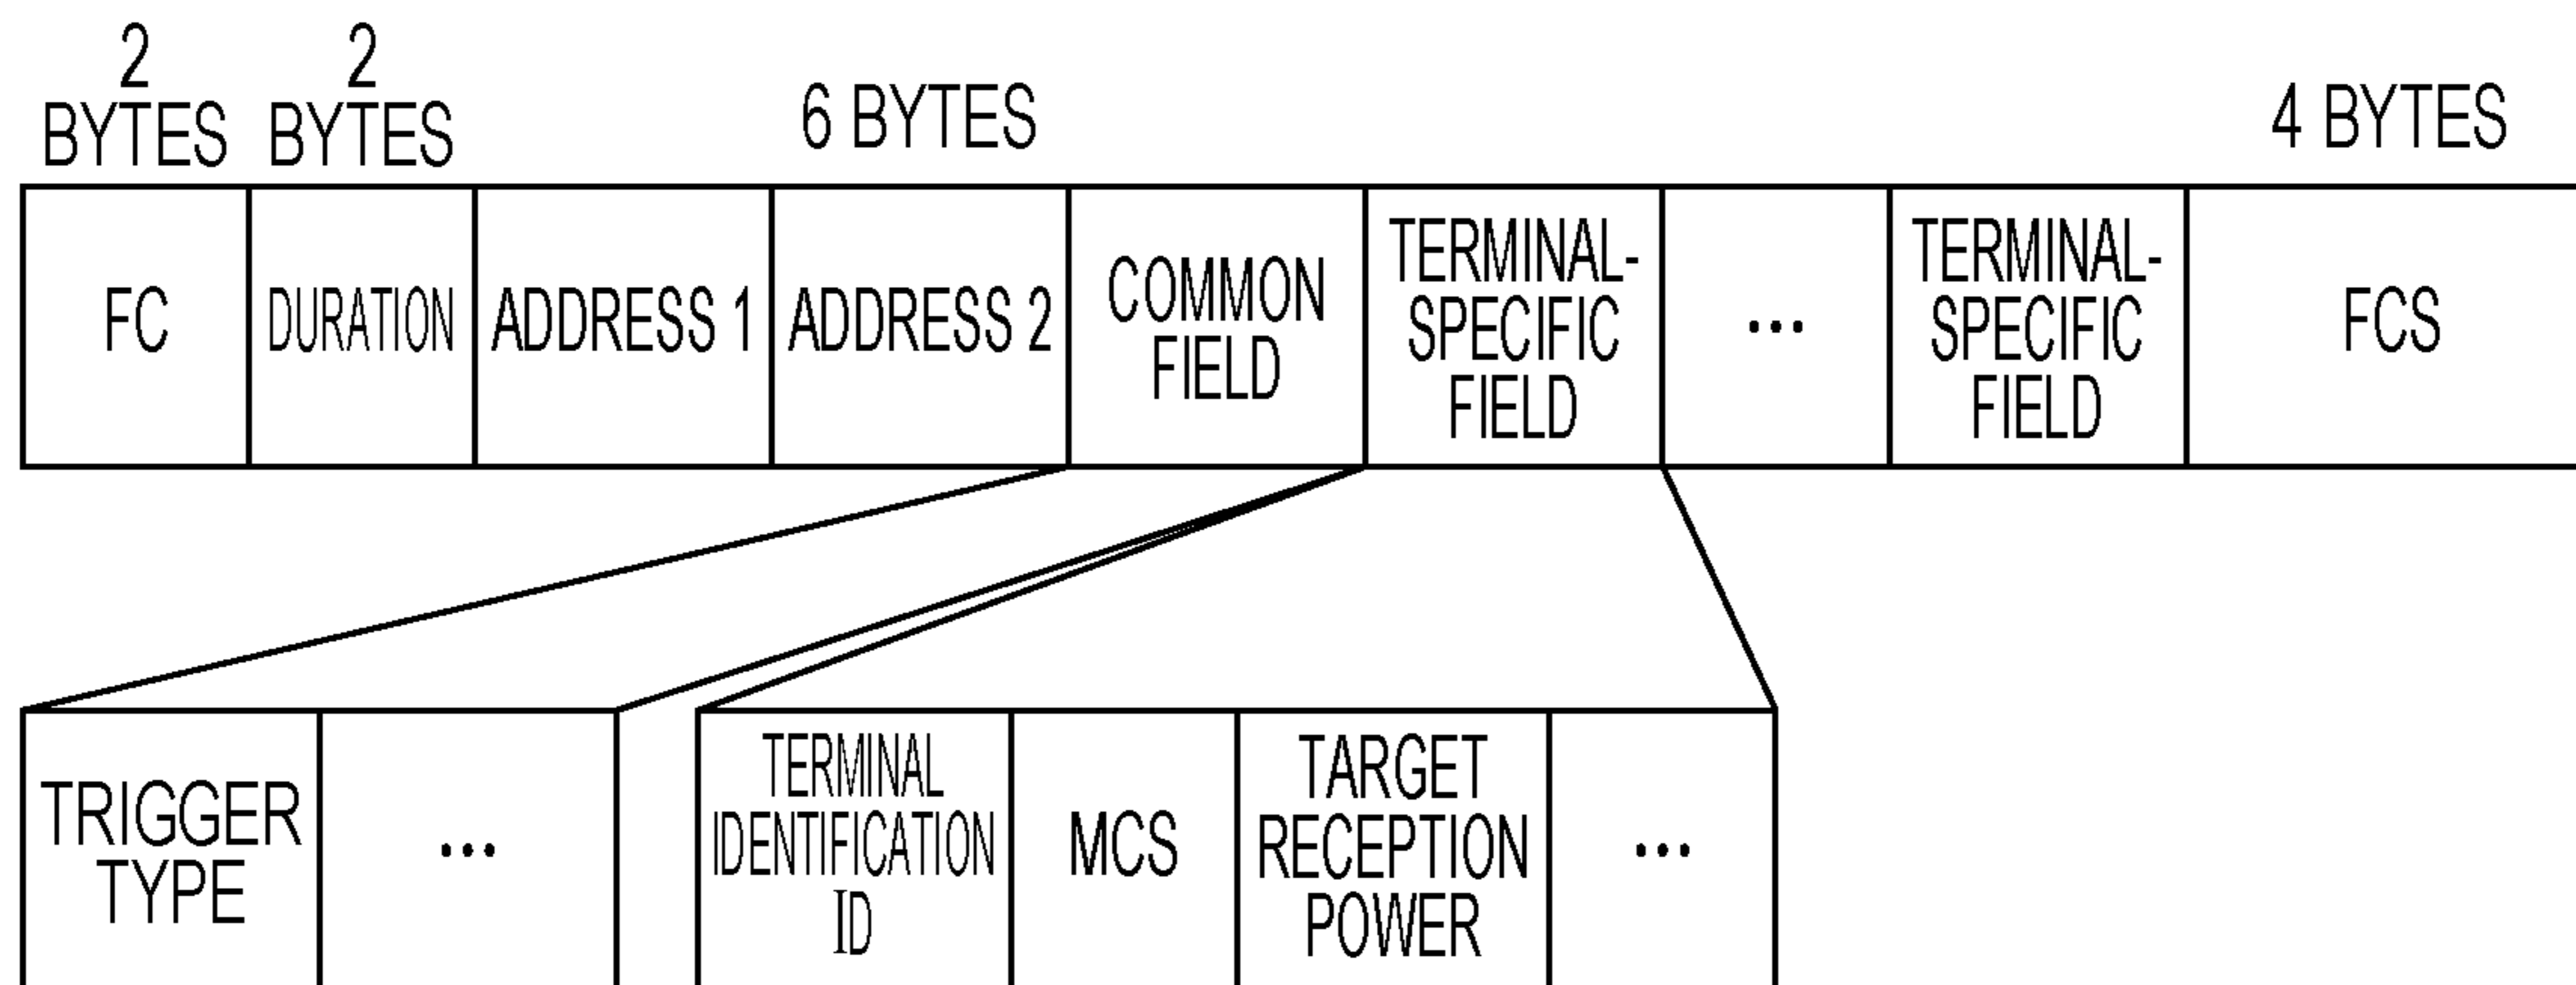 2
BYTES
2
BYTES
6 BYTES
4 BYTES
FC
DURATION
ADDRESS 1
ADDRESS 2
COMMON
FIELD
TERMINAL-
SPECIFIC
FIELD
...
TERMINAL-
SPECIFIC
FIELD
FCS
TRIGGER
TYPE
...
TERMINAL
IDENTIFICATION
ID
MCS
TARGET
RECEPTION
POWER
...